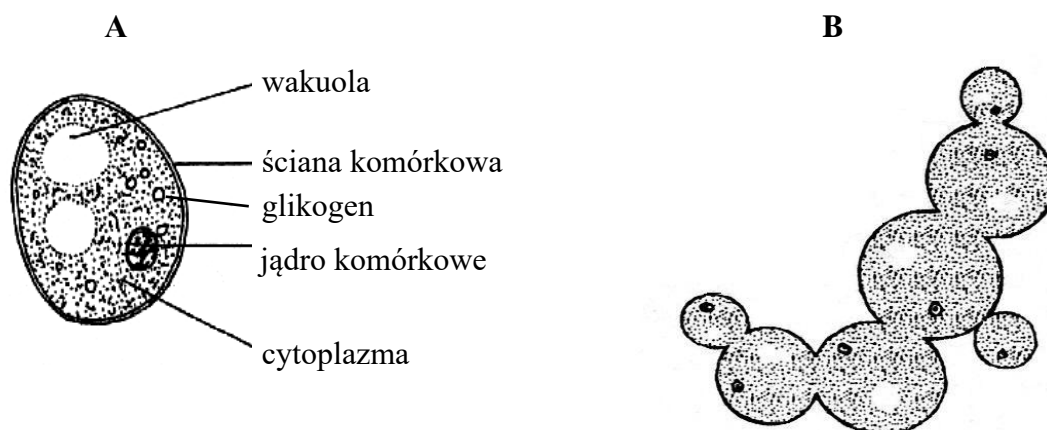 A
B
wakuola
ściana komórkowa
glikogen
jądro komórkowe
cytoplazma